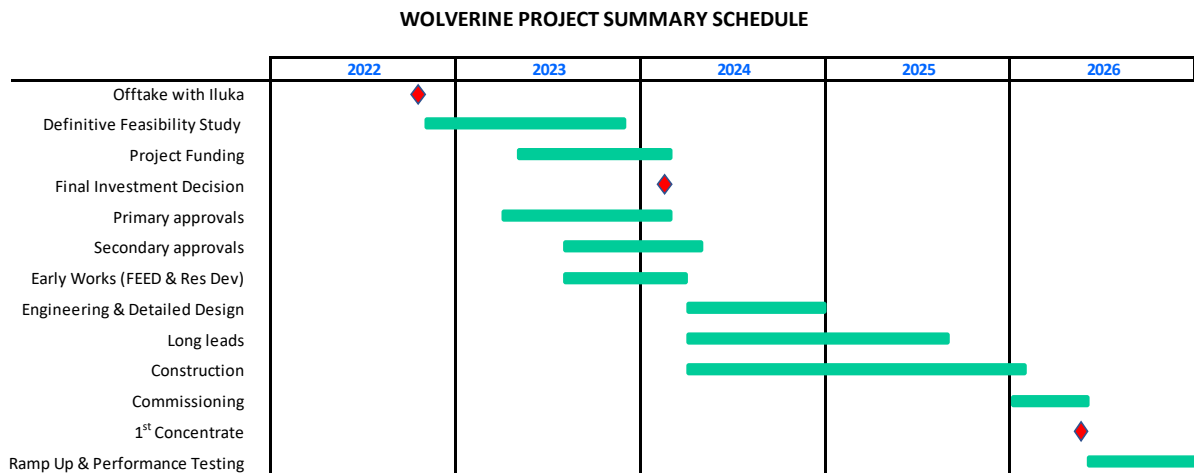 WOLVERINE PROJECT SUMMARY SCHEDULE
2022 2023 2024 2025 2026
Offtake with Iluka
Definitive Feasibility Study
Project Funding
Final Investment Decision
Primary approvals
Secondary approvals
Early Works (FEED & Res Dev)
Engineering & Detailed Design
Long leads
Construction
Commissioning
1st Concentrate
Ramp Up & Performance Testing